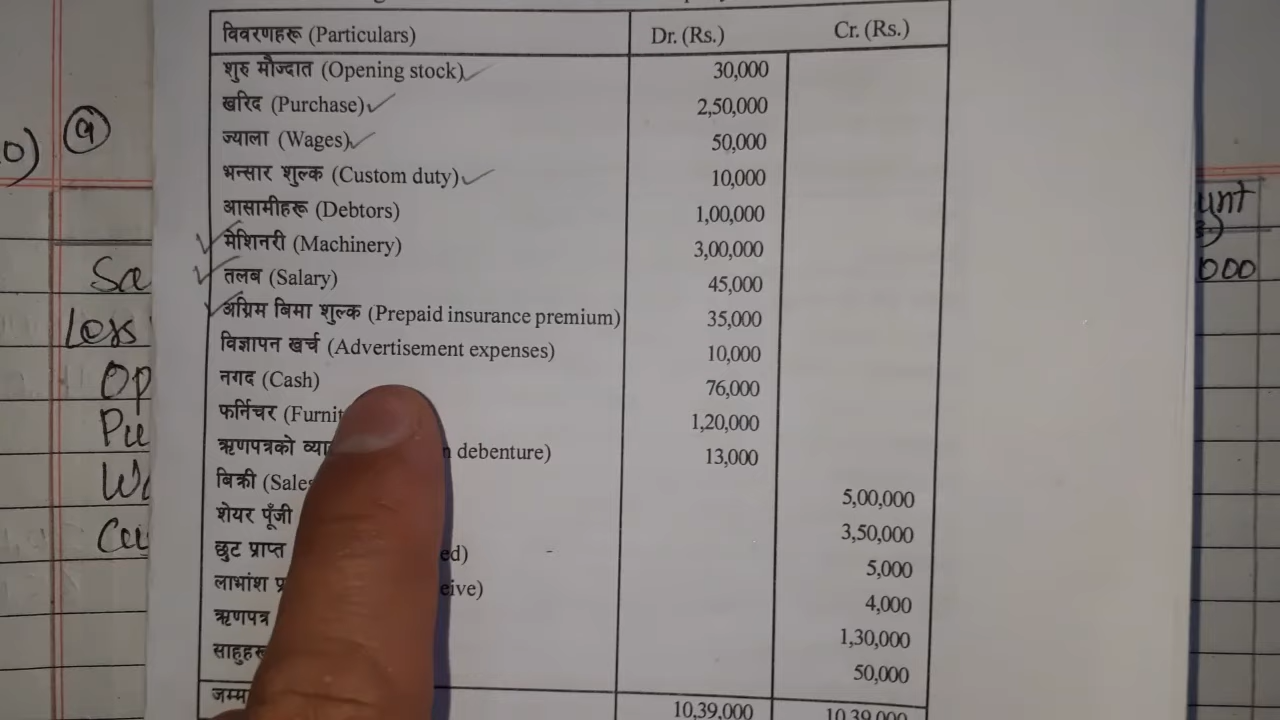 विवरणहरू (Particulars) Dr. (Rs.) Cr. (Rs.)
शुरु मौज्दात (Opening stock) 30,000
खरिद (Purchase) 2,50,000
ज्याला (Wages) 50,000
भन्सार शुल्क (Custom duty) 10,000
आसामीहरू (Debtors) 1,00,000
मेशिनरी (Machinery) 3,00,000
तलब (Salary) 45,000
अग्रिम बिमा शुल्क (Prepaid insurance premium) 35,000
विज्ञापन खर्च (Advertisement expenses) 10,000
नगद (Cash) 76,000
फर्निचर 1,20,000
ऋणपत्रको debenture) 13,000
बिक्री 5,00,000
शेयर पूँजी 3,50,000
छुट प्राप्त 5,000
लाभांश 4,000
ऋणपत्र 1,30,000
50,000
10,39,000 10,39,000
Less